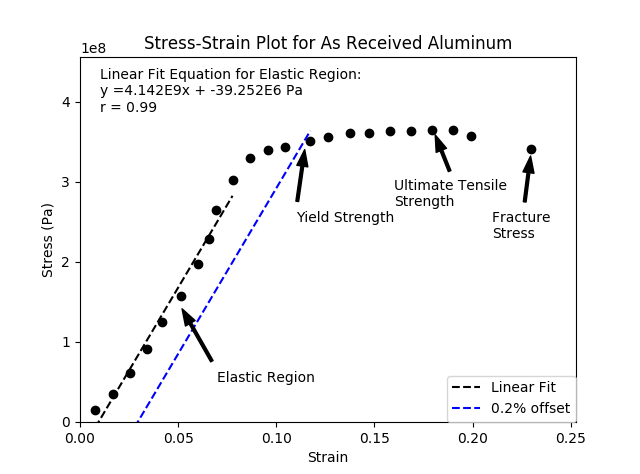 Stress-Strain Plot for As Received Aluminum
1e8
Linear Fit Equation for Elastic Region:
y =4.142E9x + -39.252E6 Pa
r = 0.99
4
3
2
1
0
Stress (Pa)
Ultimate Tensile
Strength
Yield Strength
Fracture
Stress
Elastic Region
Linear Fit
0.2% offset
0.00
0.05
0.10
0.15
0.20
0.25
Strain